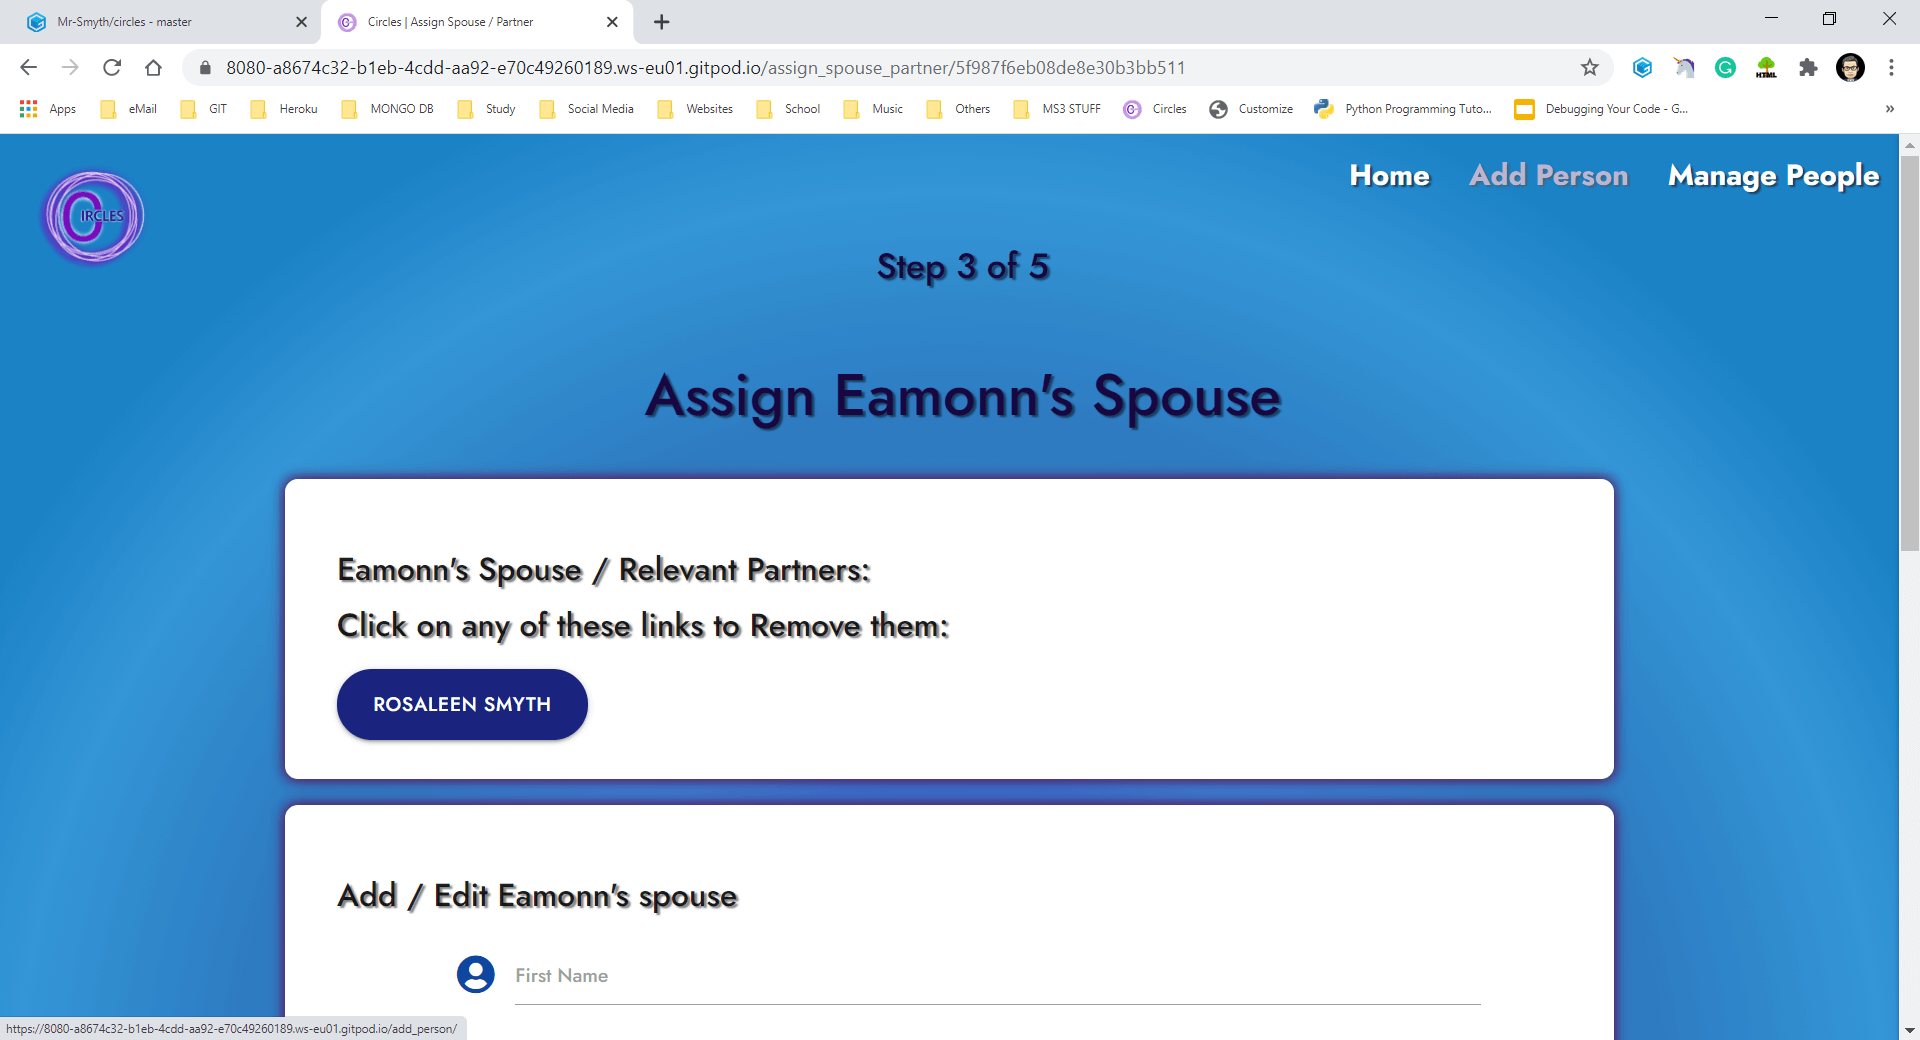 Mr-Smyth/circles - master
Circles | Assign Spouse / Partner
8080-a8674c32-b1eb-4cdd-aa92-e70c49260189.ws-eu01.gitpod.io/assign_spouse_partner/5f987f6eb08de8e30b3bb511
HTML
Apps eMail GIT Heroku MONGO DB Study Social Media Websites School Music Others MS3 STUFF Circles Customize Python Programming Tuto... Debugging Your Code - G... »
Home Add Person Manage People
CIRCLES
Step 3 of 5
Assign Eamonn's Spouse
Eamonn's Spouse / Relevant Partners:
Click on any of these links to Remove them:
ROSALEEN SMYTH
Add / Edit Eamonn's spouse
First Name
https://8080-a8674c32-b1eb-4cdd-aa92-e70c49260189.ws-eu01.gitpod.io/add_person/